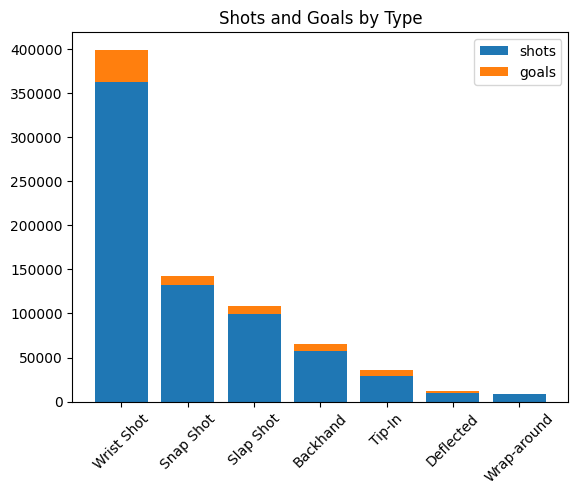 Shots and Goals by Type
shots
goals
400000
350000
300000
250000
200000
150000
100000
50000
0
Wrist Shot
Snap Shot
Slap Shot
Backhand
Tip-In
Deflected
Wrap-around